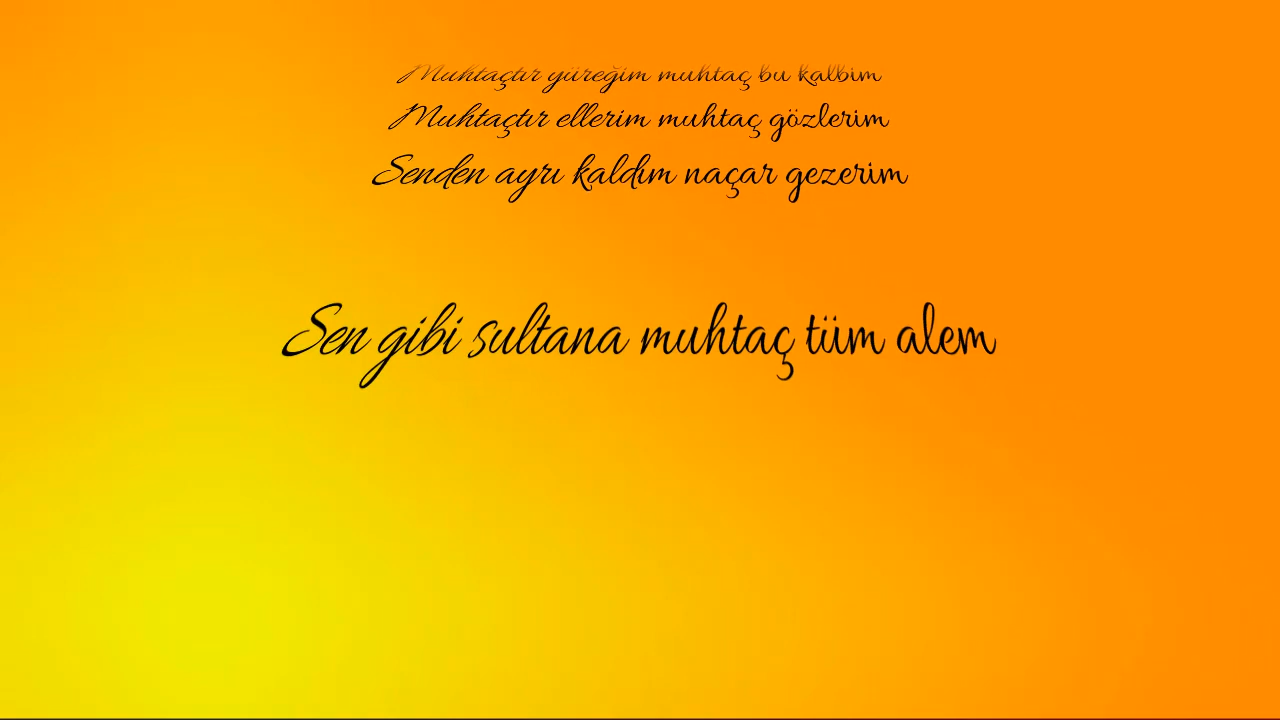 Muhtaçtır yüreğim muhtaç bu kalbim
Muhtaçtır ellerim muhtaç gözlerim
Senden ayrı kaldım naçar gezerim
Sen gibi sultana muhtaç tüm alem